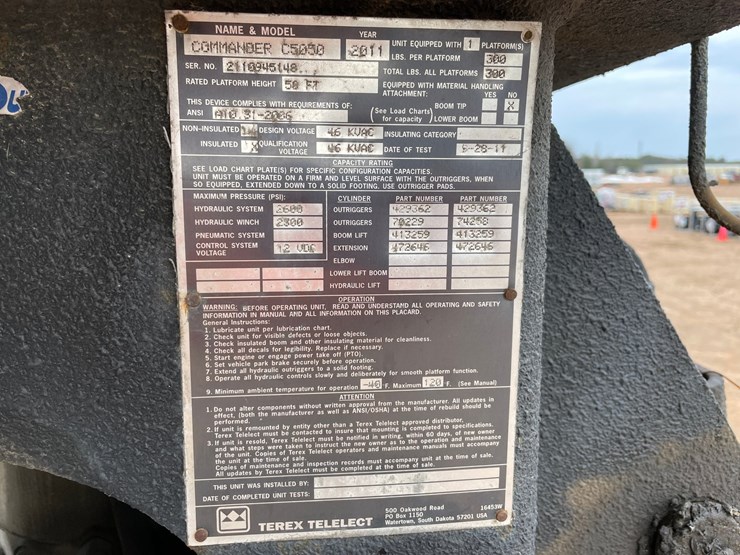 NAME & MODEL YEAR
COMMANDER C5050 2011
UNIT EQUIPPED WITH 1 PLATFORM(S)
LBS. PER PLATFORM 300
SER. NO. 2110945148
TOTAL LBS. ALL PLATFORMS 300
RATED PLATFORM HEIGHT 50 FT
EQUIPPED WITH MATERIAL HANDLING
ATTACHMENT: YES NO
THIS DEVICE COMPLIES WITH REQUIREMENTS OF:
ANSI A10.31-2006
(See Load Charts for capacity) BOOM TIP X
LOWER BOOM
NON-INSULATED DESIGN VOLTAGE 46 KVAC INSULATING CATEGORY
INSULATED X QUALIFICATION VOLTAGE 46 KVAC DATE OF TEST
CAPACITY RATING
SEE LOAD CHART PLATE(S) FOR SPECIFIC CONFIGURATION CAPACITIES.
UNIT MUST BE OPERATED ON A FIRM AND LEVEL SURFACE WITH THE OUTRIGGERS, WHEN
SO EQUIPPED, EXTENDED DOWN TO A SOLID FOOTING. USE OUTRIGGER PADS.
MAXIMUM PRESSURE (PSI):
HYDRAULIC SYSTEM 2600
HYDRAULIC WINCH 2300
PNEUMATIC SYSTEM
CONTROL SYSTEM
VOLTAGE 12 VDC
CYLINDER PART NUMBER PART NUMBER
OUTRIGGERS 429362 429362
OUTRIGGERS 70229 74258
BOOM LIFT 413259 413259
EXTENSION 472646 472646
ELBOW
LOWER LIFT BOOM
HYDRAULIC LIFT
OPERATION
WARNING: BEFORE OPERATING UNIT, READ AND UNDERSTAND ALL OPERATING AND SAFETY
INFORMATION IN MANUAL AND ALL INFORMATION ON THIS PLACARD.
General Instructions:
1. Lubricate unit per lubrication chart.
2. Check unit for visible defects or loose objects.
3. Check insulated boom and other insulating material for cleanliness.
4. Check all decals for legibility. Replace if necessary.
5. Start engine or engage power take off (PTO).
6. Set vehicle park brake securely before operation.
7. Extend all hydraulic outriggers to a solid footing.
8. Operate all hydraulic controls slowly and deliberately for smooth platform function.
9. Minimum ambient temperature for operation -40 F. Maximum 120 F. (See Manual)
ATTENTION
1. Do not alter components without written approval from the manufacturer. All updates in
effect, (both the manufacturer as well as ANSI/OSHA) at the time of rebuild should be
performed.
2. If unit is remounted by entity other than a Terex Telelect approved distributor,
Terex Telelect must be contacted to insure that mounting is completed to specifications.
3. If unit is resold, Terex Telelect must be notified in writing, within 60 days, of new owner
and what steps were taken to instruct the new owner as to the operation and maintenance
of the unit. Copies of Terex Telelect operators and maintenance manuals must accompany
the unit at the time of sale.
Copies of maintenance and inspection records must accompany unit at the time of sale.
All updates by Terex Telelect must be completed at the time of sale.
THIS UNIT WAS INSTALLED BY:
DATE OF COMPLETED UNIT TESTS:
TEREX TELELECT
500 Oakwood Road
PO Box 1150
Watertown, South Dakota 57201 USA
16453W